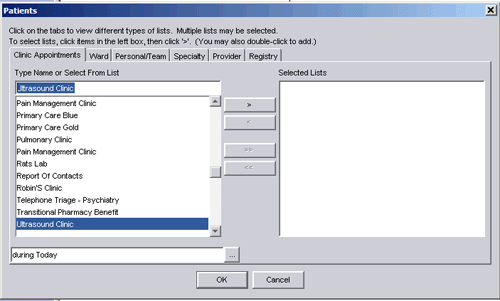 Patients
Click on the tabs to view different types of lists. Multiple lists may be selected.
To select lists, click items in the left box, then click '>'. (You may also double-click to add.)
Clinic Appointments Ward Personal/Team Specialty Provider Registry
Type Name or Select From List
Selected Lists
Ultrasound Clinic
Pain Management Clinic
Primary Care Blue
Primary Care Gold
Pulmonary Clinic
Pain Management Clinic
Rats Lab
Report Of Contacts
Robin'S Clinic
Telephone Triage - Psychiatry
Transitional Pharmacy Benefit
Ultrasound Clinic
>
<
>>
<<
during Today
...
OK Cancel